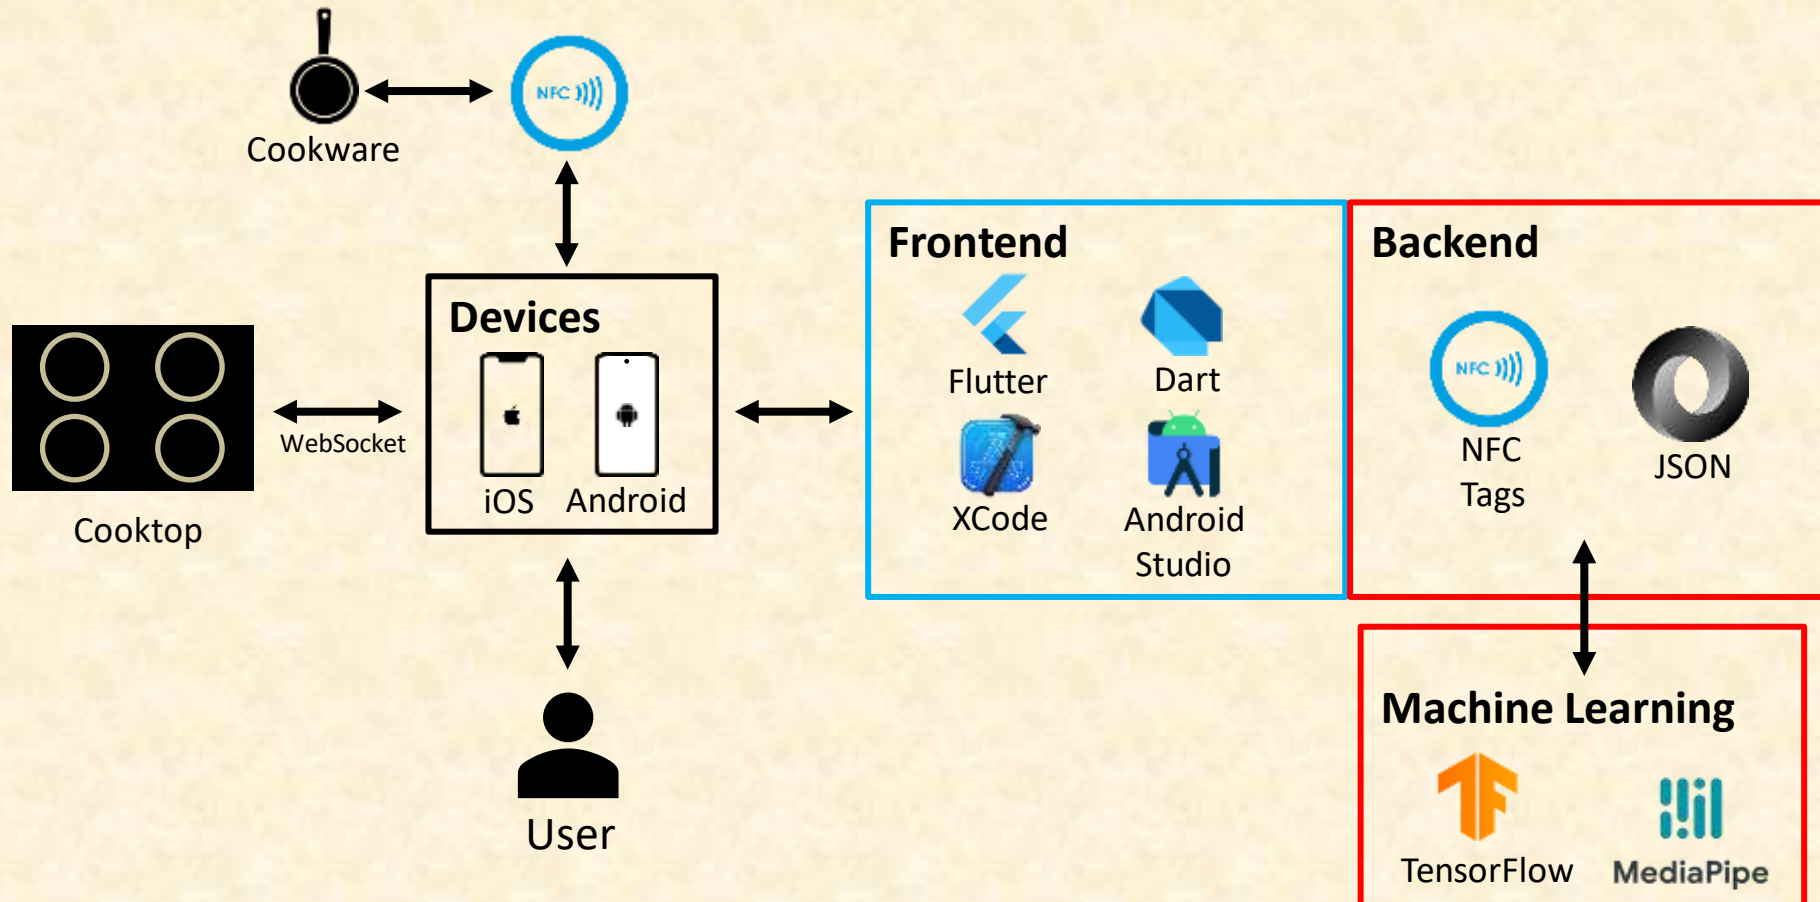 NFC
Cookware
Frontend
Backend
Devices
Flutter
Dart
NFC
NFC
Tags
JSON
WebSocket
iOS
Android
XCode
Android
Studio
Cooktop
Machine Learning
User
TensorFlow
MediaPipe